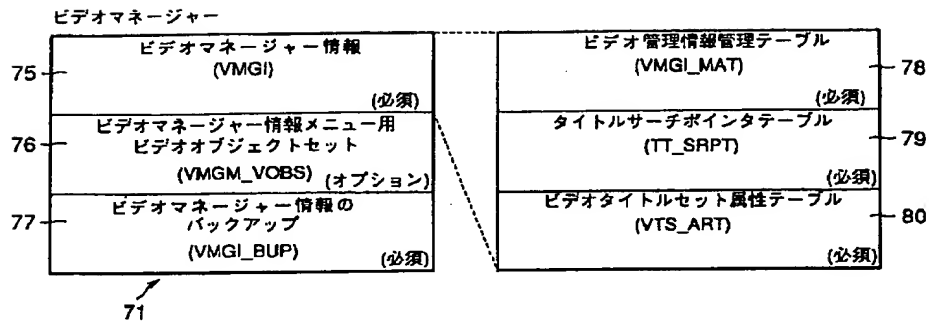 ビデオマネージャー
ビデオマネージャー情報
(VMGI)
(必須)
75
ビデオマネージャー情報メニュー用
ビデオオブジェクトセット
(VMGM_VOBS)
(オプション)
76
ビデオマネージャー情報の
バックアップ
(VMGI_BUP)
(必須)
77
71
ビデオ管理情報管理テーブル
(VMGI_MAT)
(必須)
78
タイトルサーチポインタテーブル
(TT_SRPT)
(必須)
79
ビデオタイトルセット属性テーブル
(VTS_ART)
(必須)
80